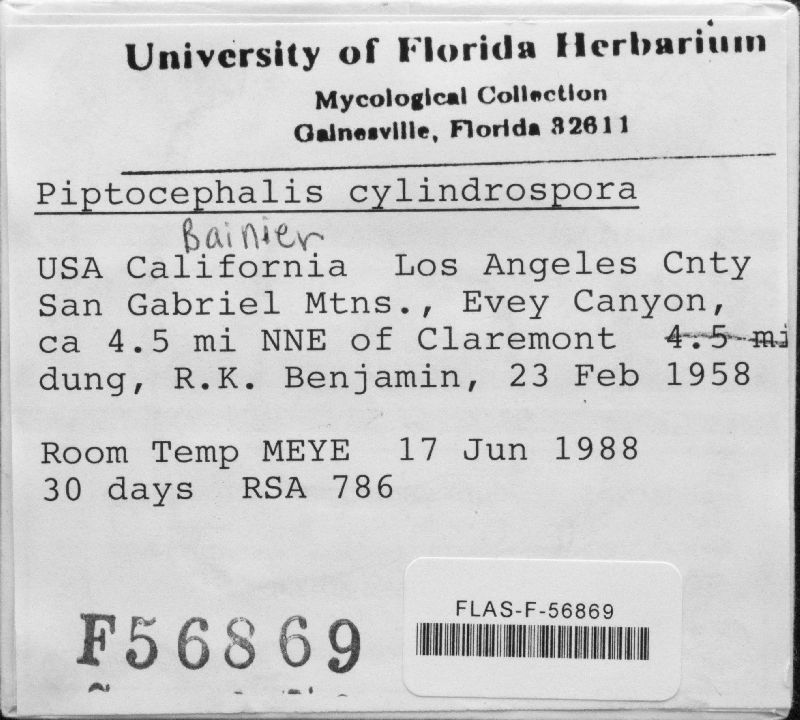 University of Florida Herbarium
Mycological Collection
Gainesville, Florida 32611
Piptocephalis cylindrospora
Bainier
USA California Los Angeles Cnty
San Gabriel Mtns., Evey Canyon,
ca 4.5 mi NNE of Claremont 4.5 mi
dung, R.K. Benjamin, 23 Feb 1958
Room Temp MEYE 17 Jun 1988
30 days RSA 786
FLAS-F-56869
F56869